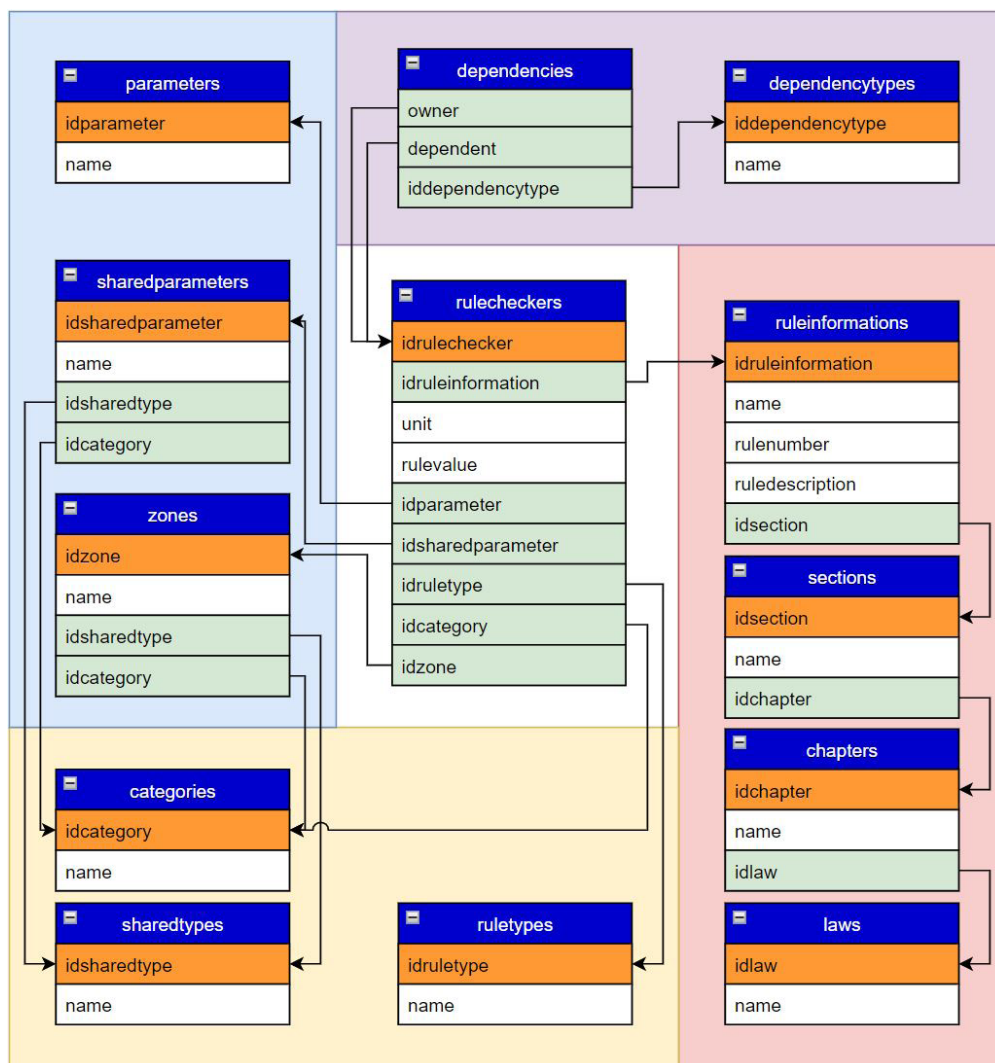 parameters
idparameter
name
dependencies
owner
dependent
iddependencytype
dependencytypes
iddependencytype
name
sharedparameters
idsharedparameter
name
idsharedtype
idcategory
rulecheckers
idrulechecker
idruleinformation
unit
rulevalue
idparameter
idsharedparameter
idruletype
idcategory
idzone
ruleinformations
idruleinformation
name
rulenumber
ruledescription
idsection
zones
idzone
name
idsharedtype
idcategory
sections
idsection
name
idchapter
categories
idcategory
name
chapters
idchapter
name
idlaw
sharedtypes
idsharedtype
name
ruletypes
idruletype
name
laws
idlaw
name